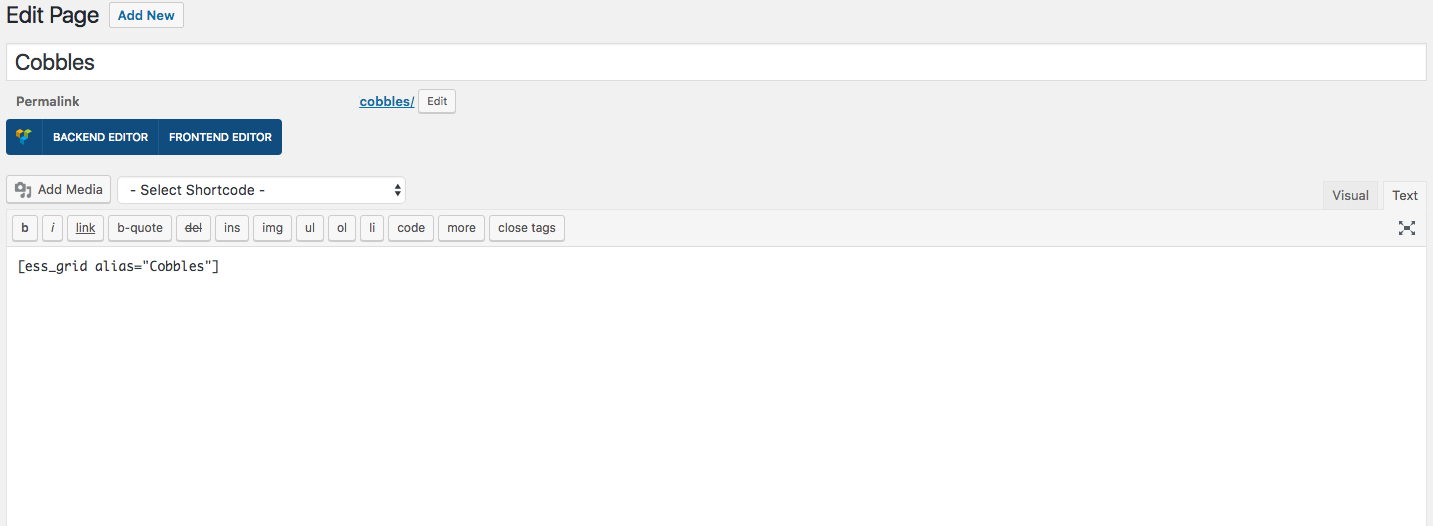 Edit Page Add New
Cobbles
Permalink cobbles/ Edit
BACKEND EDITOR FRONTEND EDITOR
Add Media - Select Shortcode - Visual Text
b i link b-quote del ins img ul ol li code more close tags
[ess_grid alias="Cobbles"]